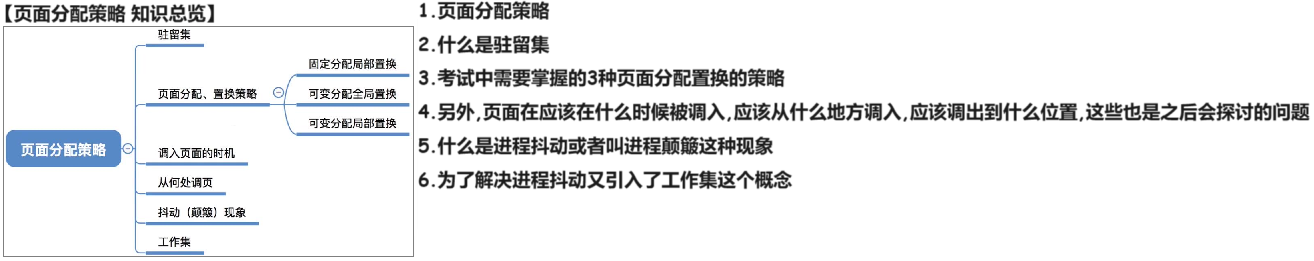 【页面分配策略 知识总览】
驻留集
页面分配、置换策略
固定分配局部置换
可变分配全局置换
可变分配局部置换
页面分配策略
调入页面的时机
从何处调页
抖动（颠簸）现象
工作集
1.页面分配策略
2.什么是驻留集
3.考试中需要掌握的3种页面分配置换的策略
4.另外,页面在应该在什么时候被调入,应该从什么地方调入,应该调出到什么位置,这些也是之后会探讨的问题
5.什么是进程抖动或者叫进程颠簸这种现象
6.为了解决进程抖动又引入了工作集这个概念